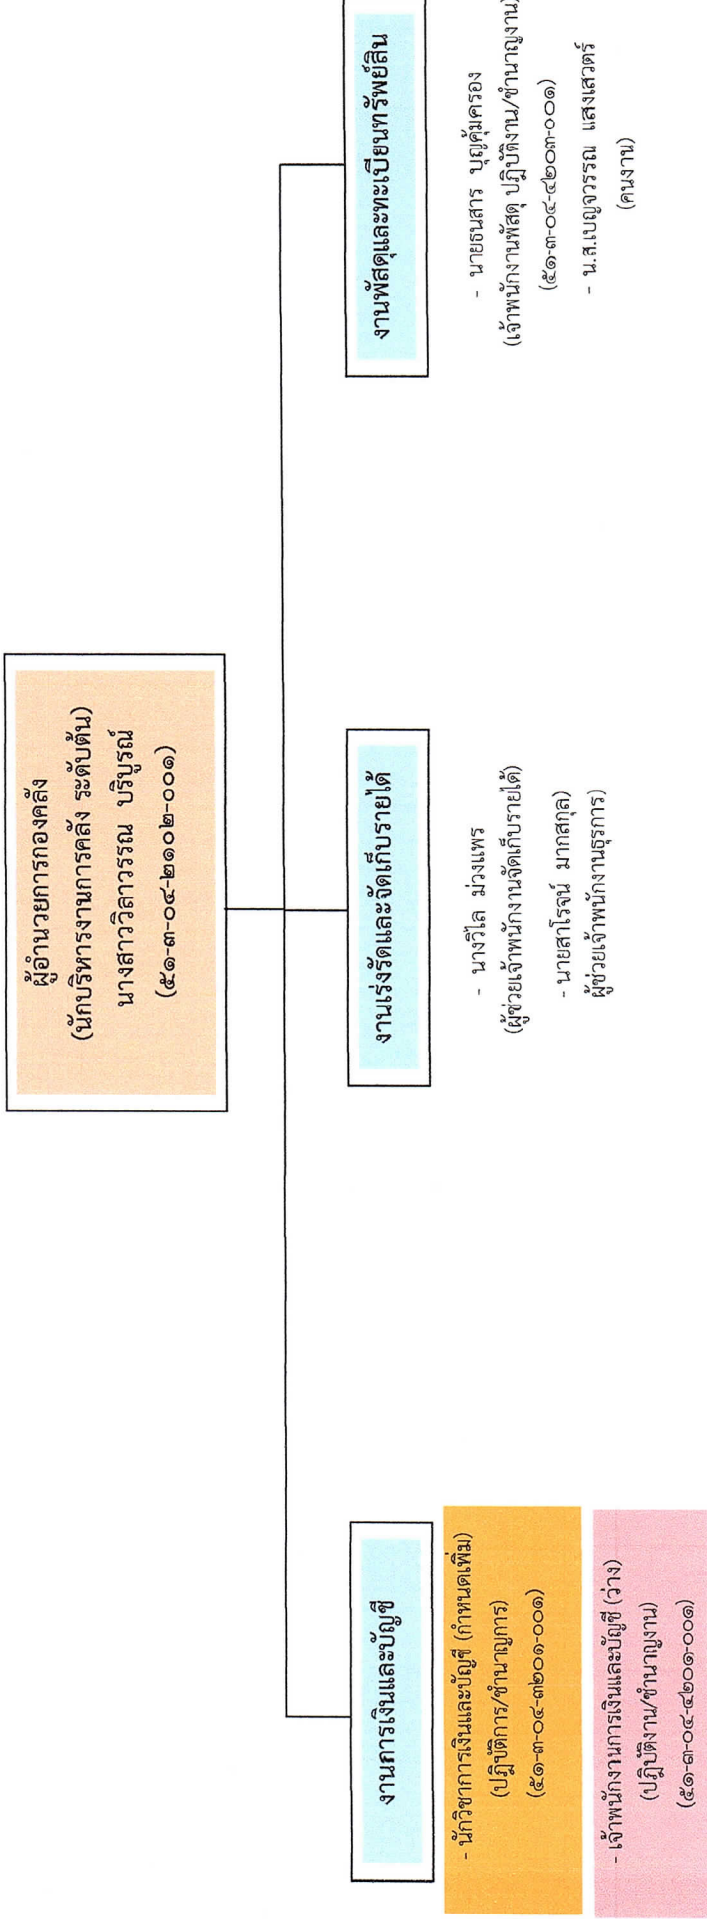 ผู้อำนวยการกองคลัง
(นักบริหารงานการคลัง ระดับต้น)
นางสาววิลาวรรณ บริบูรณ์
(๕๑-๓-๐๔-๒๑๐๒-๐๐๑)
งานการเงินและบัญชี
- นักวิชาการเงินและบัญชี (กำหนดเพิ่ม)
(ปฏิบัติการ/ชำนาญการ)
(๕๑-๓-๐๔-๓๒๐๑-๐๐๑)
- เจ้าพนักงานการเงินและบัญชี (ว่าง)
(ปฏิบัติงาน/ชำนาญงาน)
(๕๑-๓-๐๔-๔๒๐๑-๐๐๑)
งานเร่งรัดและจัดเก็บรายได้
- นางวิไล ม่วงแพร
(ผู้ช่วยเจ้าพนักงานจัดเก็บรายได้)
- นายสาโรจน์ มากสกุล)
ผู้ช่วยเจ้าพนักงานธุรการ)
งานพัสดุและทะเบียนทรัพย์สิน
- นายธนสาร บุญคุ้มครอง
(เจ้าพนักงานพัสดุ ปฏิบัติงาน/ชำนาญงาน)
(๕๑-๓-๐๔-๔๒๐๓-๐๐๑)
- น.ส.เบญจวรรณ แสงเสวตร์
(คนงาน)